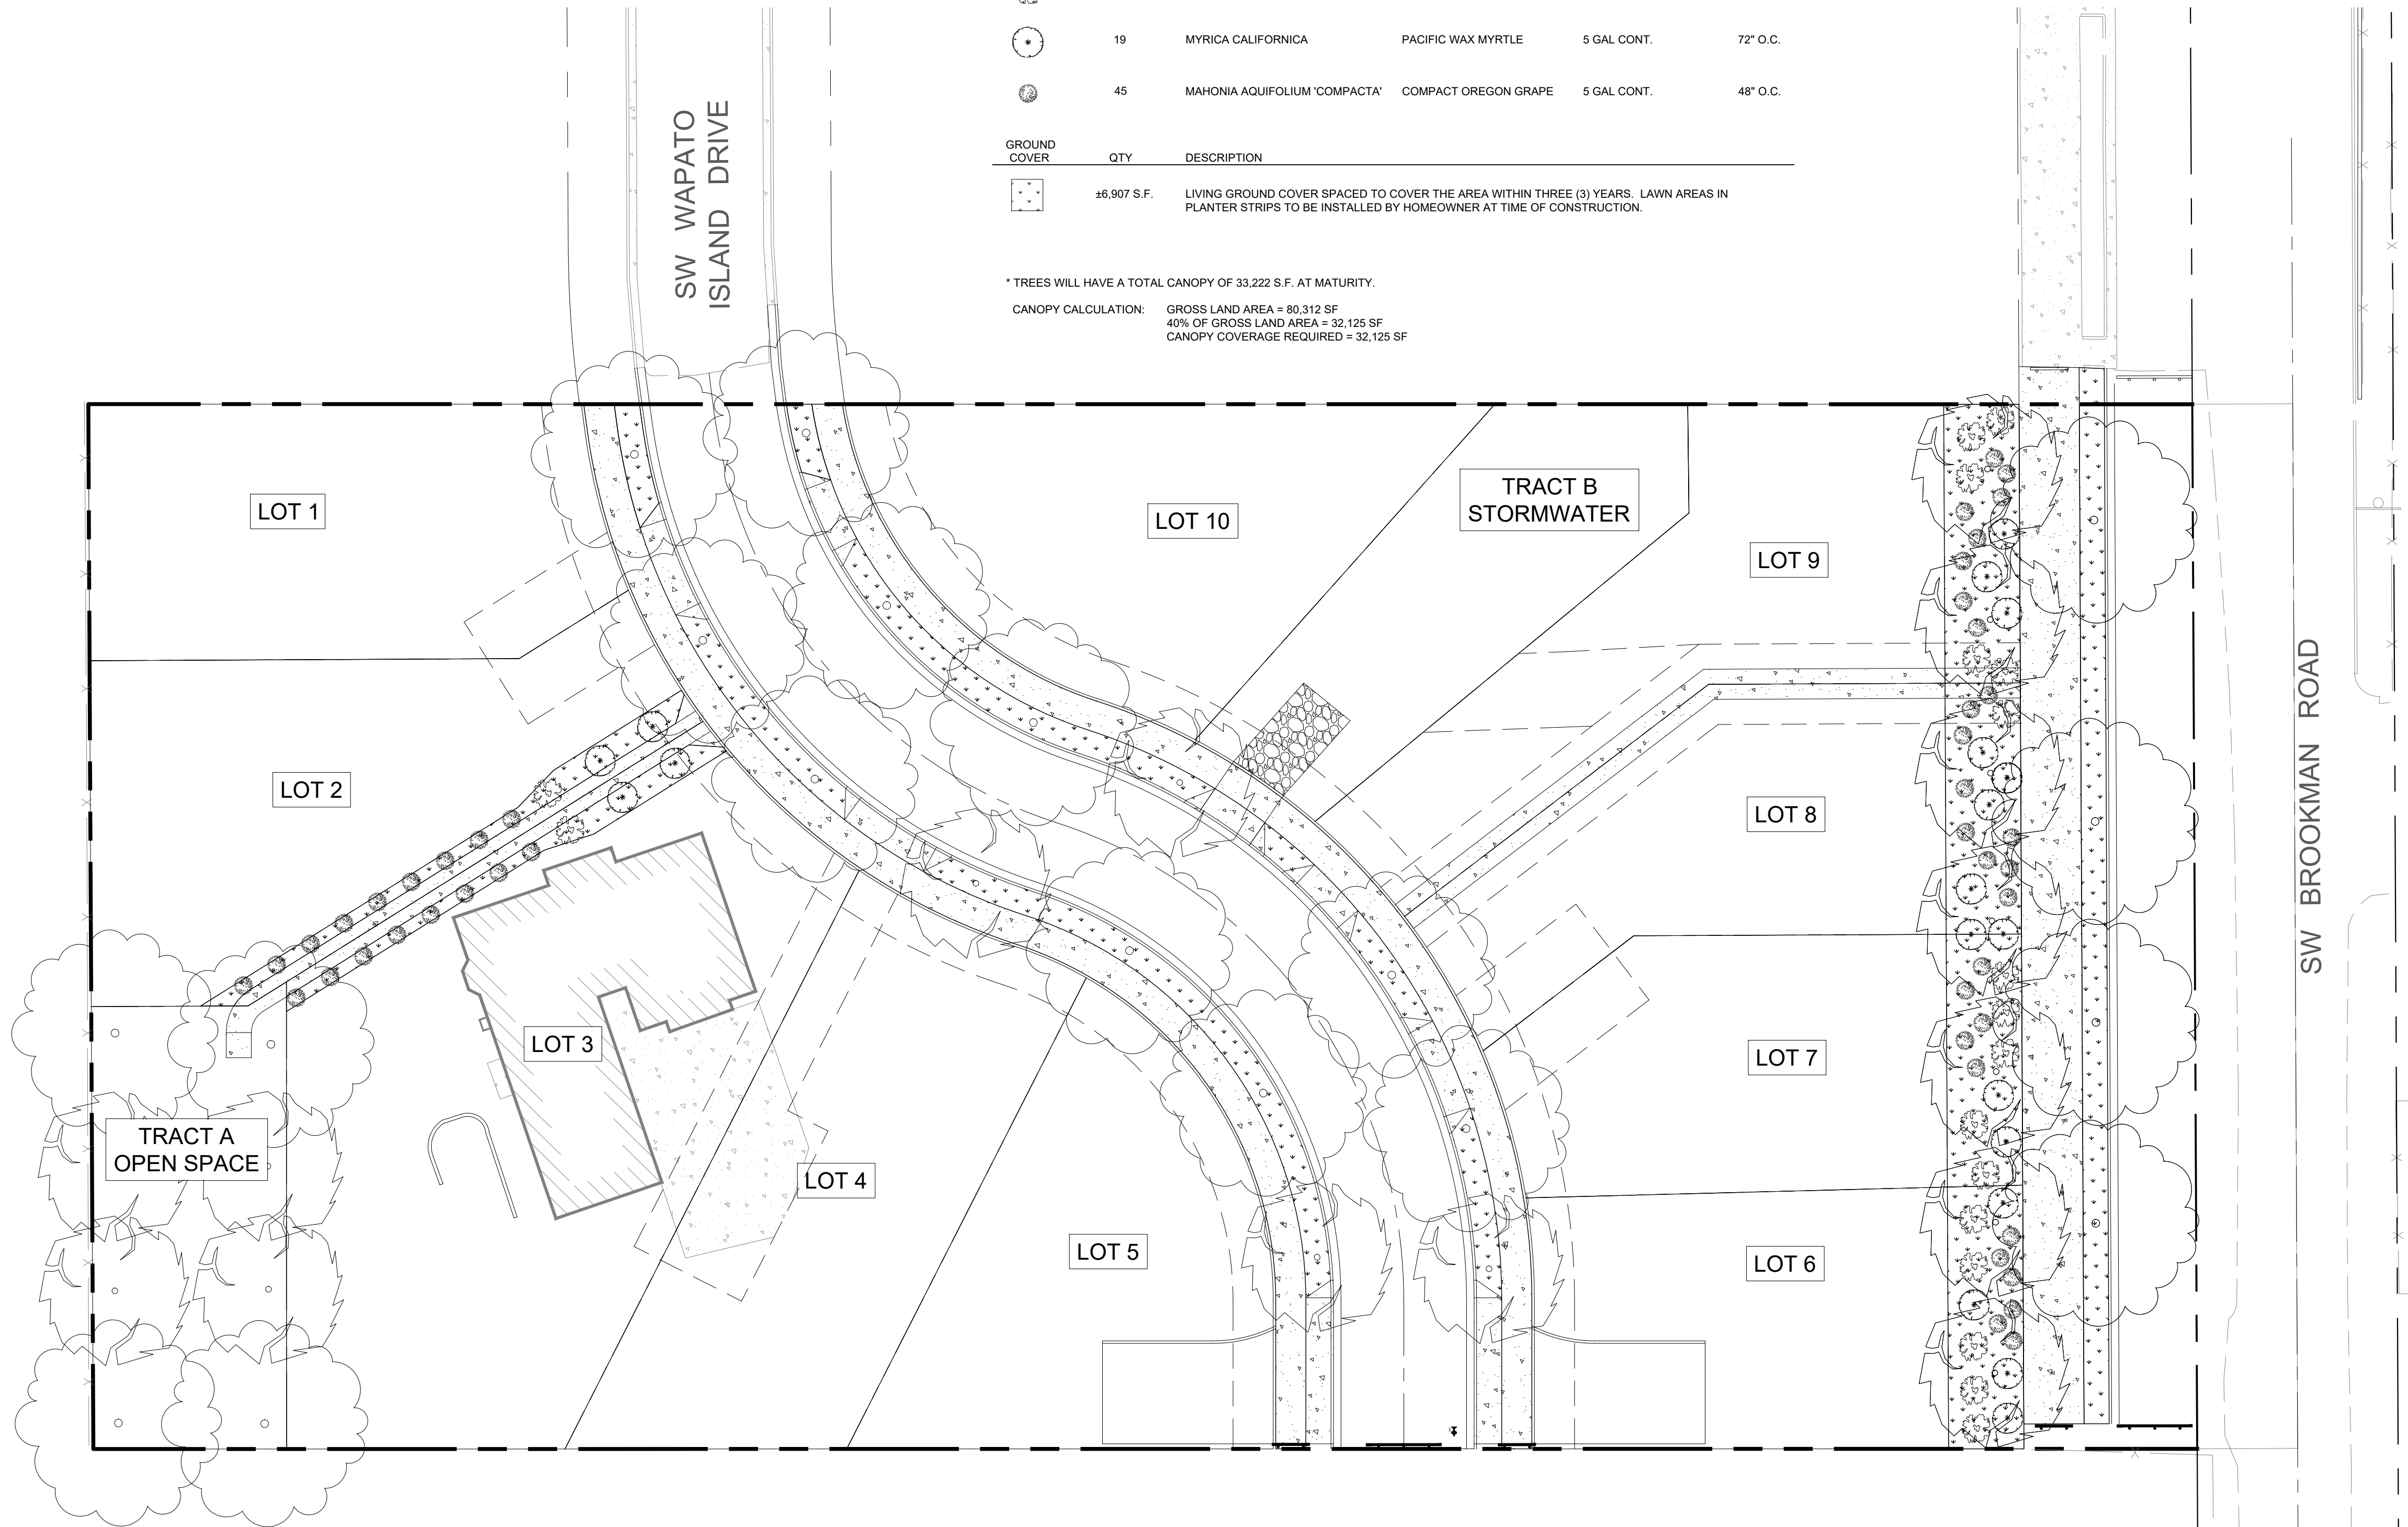 19 MYRICA CALIFORNICA PACIFIC WAX MYRTLE 5 GAL CONT. 72" O.C.
45 MAHONIA AQUIFOLIUM 'COMPACTA' COMPACT OREGON GRAPE 5 GAL CONT. 48" O.C.
GROUND
COVER QTY DESCRIPTION
±6,907 S.F. LIVING GROUND COVER SPACED TO COVER THE AREA WITHIN THREE (3) YEARS. LAWN AREAS IN
PLANTER STRIPS TO BE INSTALLED BY HOMEOWNER AT TIME OF CONSTRUCTION.
* TREES WILL HAVE A TOTAL CANOPY OF 33,222 S.F. AT MATURITY.
CANOPY CALCULATION: GROSS LAND AREA = 80,312 SF
40% OF GROSS LAND AREA = 32,125 SF
CANOPY COVERAGE REQUIRED = 32,125 SF
SW WAPATO
ISLAND DRIVE
LOT 1
LOT 10
TRACT B
STORMWATER
LOT 9
LOT 2
LOT 8
SW BROOKMAN ROAD
LOT 3
LOT 7
TRACT A
OPEN SPACE
LOT 4
LOT 5
LOT 6